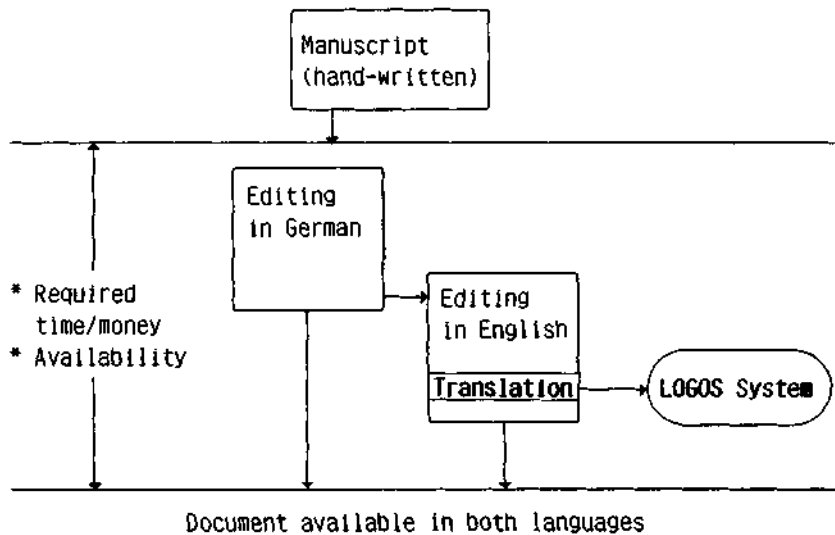 Manuscript
(hand-written)
Editing
in German
* Required
time/money
* Availability
Editing
in English
Translation
LOGOS System
Document available in both languages